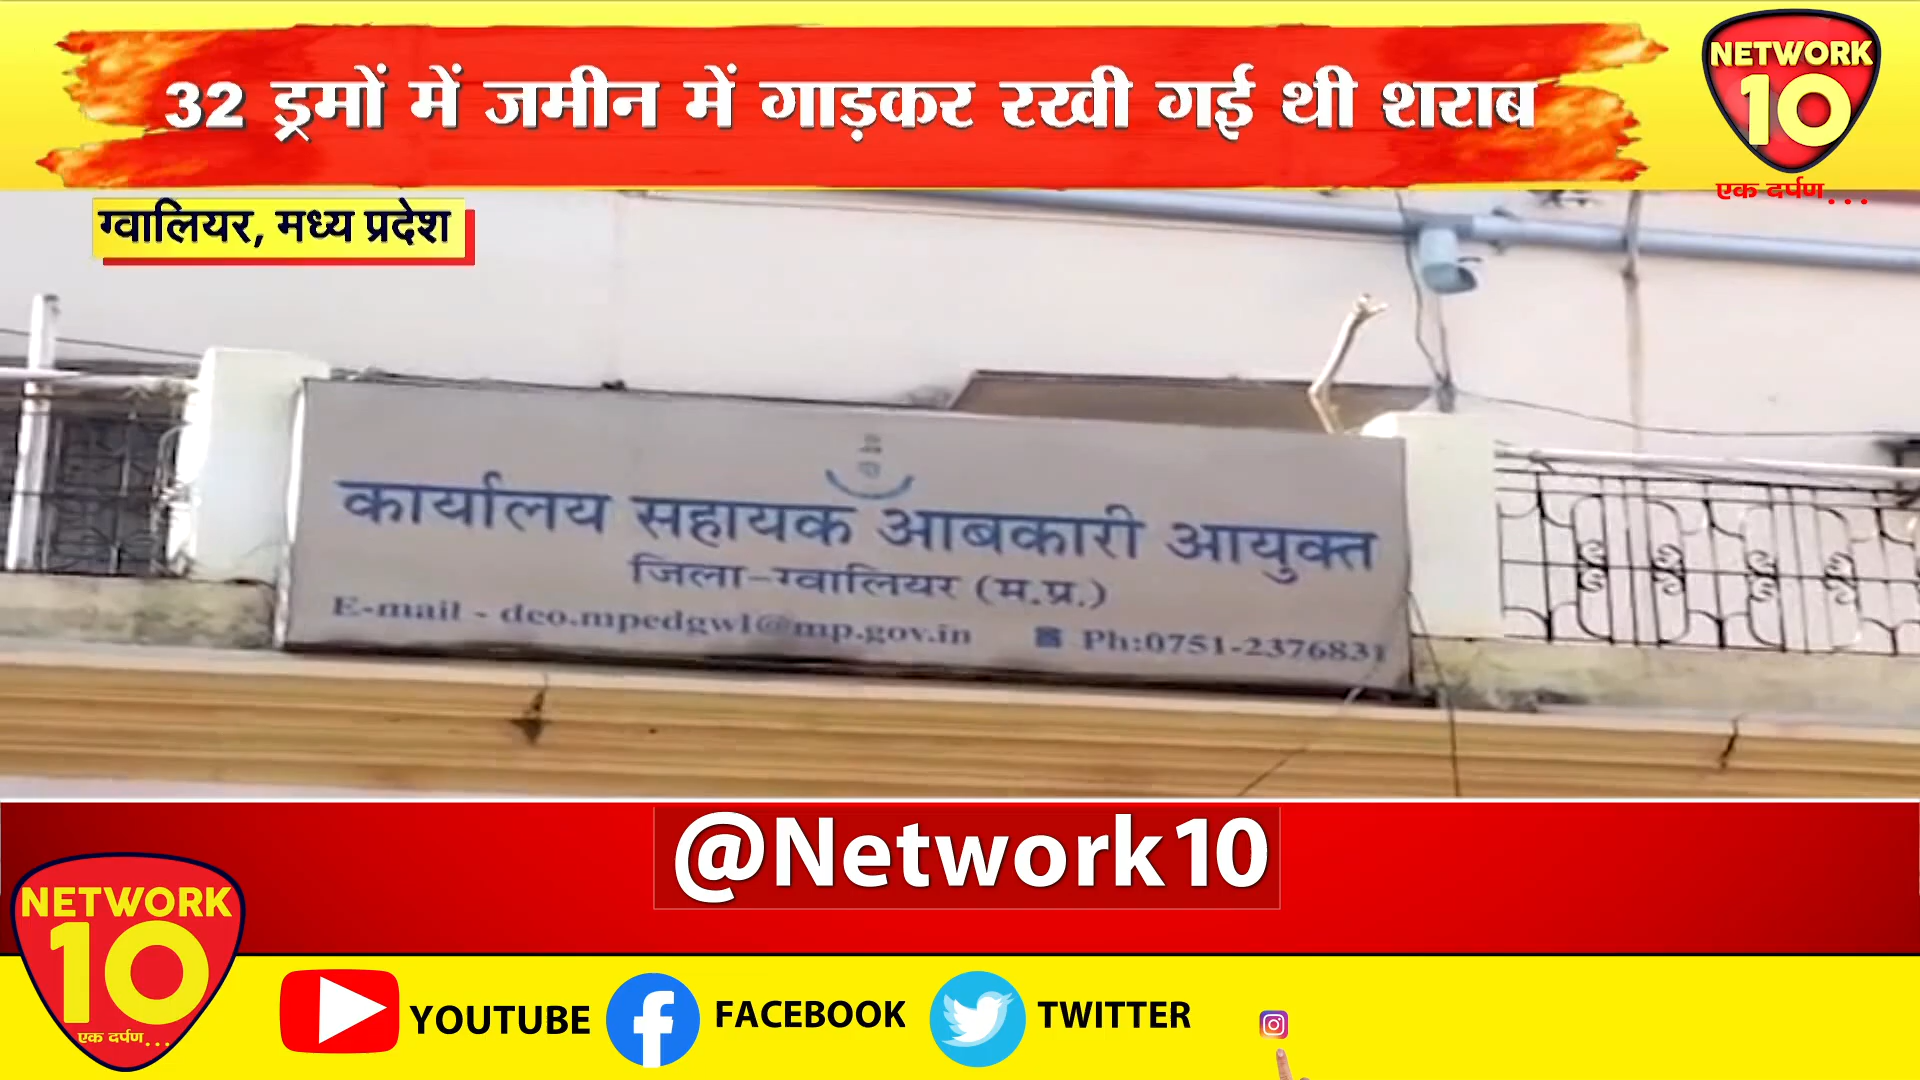 32 ड्रमों में जमीन में गाड़कर रखी गई थी शराब
NETWORK
10
एक दर्पण...
ग्वालियर, मध्य प्रदेश
कार्यालय सहायक आबकारी आयुक्त
जिला-ग्वालियर (म.प्र.)
E-mail - deo.mpedgwl@mp.gov.in Ph:0751-2376831
@Network10
NETWORK
10
एक दर्पण...
YOUTUBE FACEBOOK TWITTER